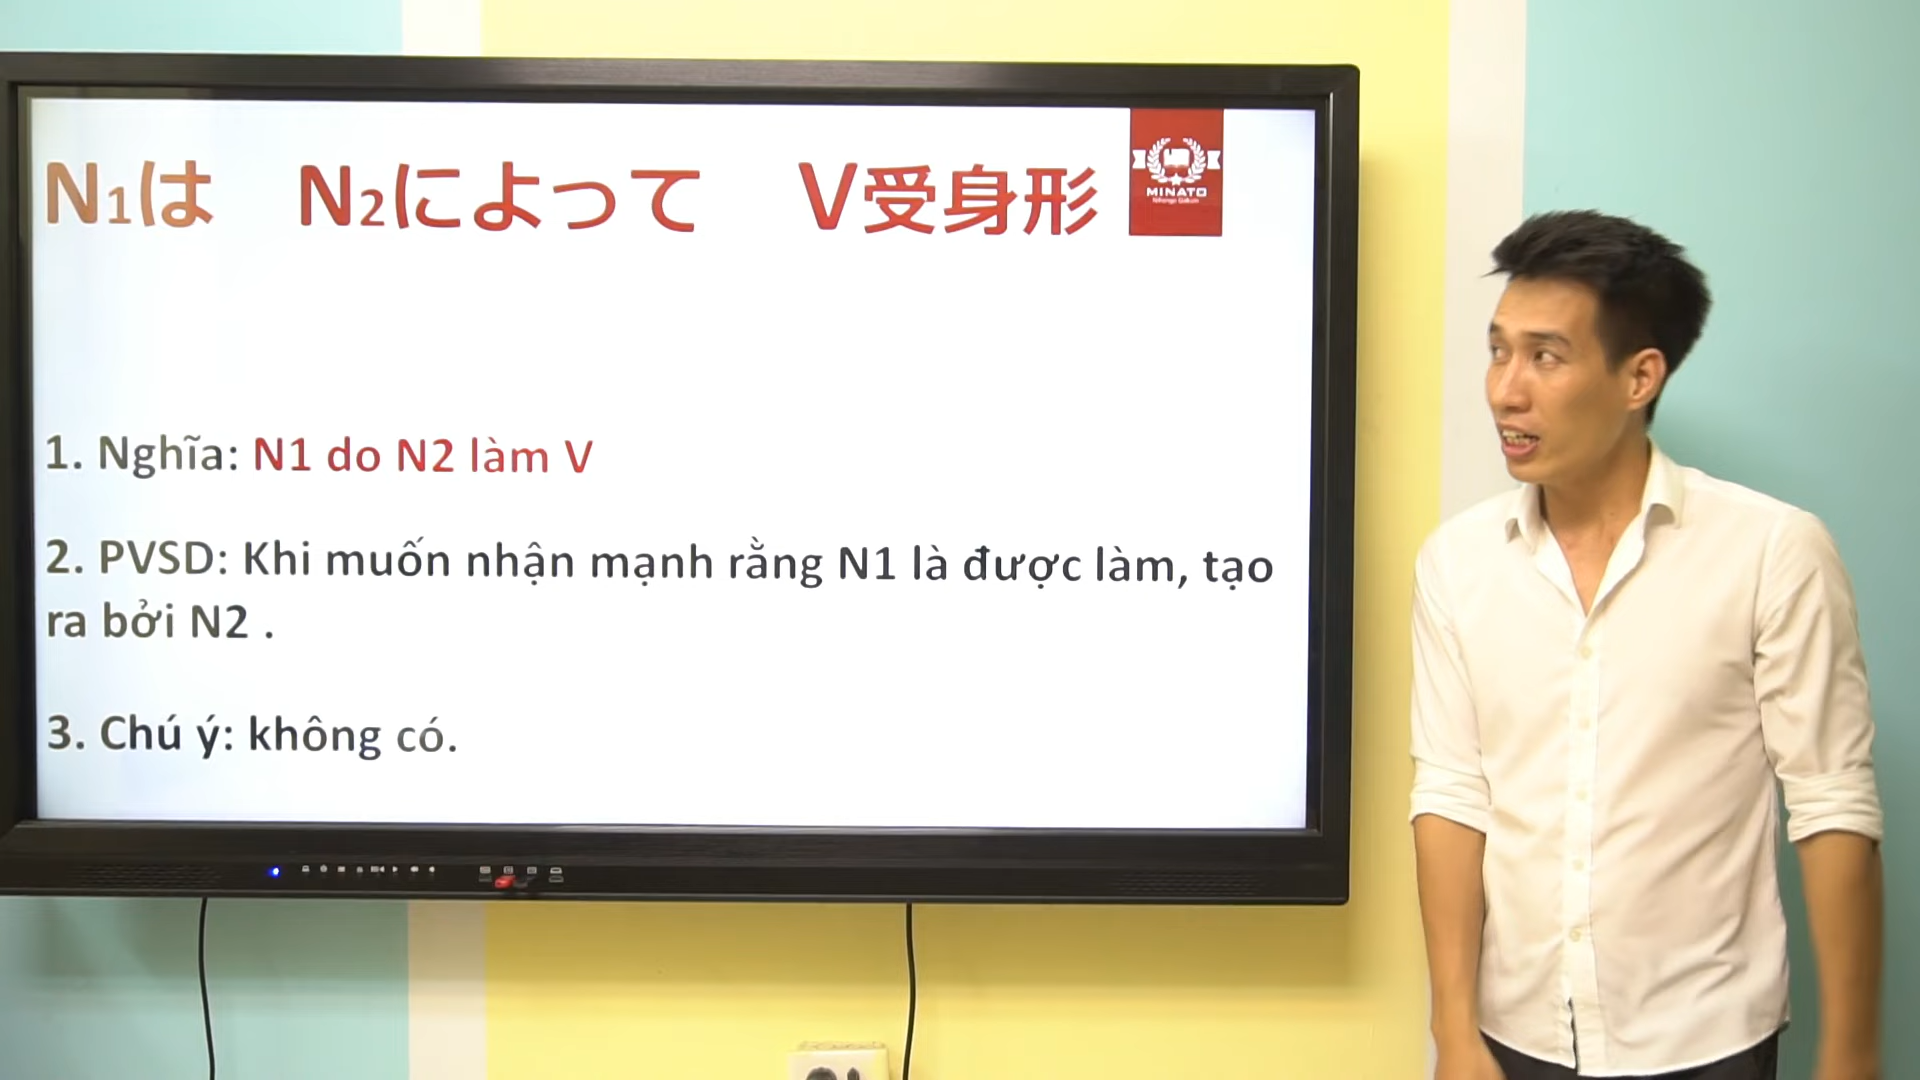 N1は N2によって V受身形
MINATO
Nihongo Gakuin
1. Nghĩa: N1 do N2 làm V
2. PVSD: Khi muốn nhận mạnh rằng N1 là được làm, tạo
ra bởi N2 .
3. Chú ý: không có.